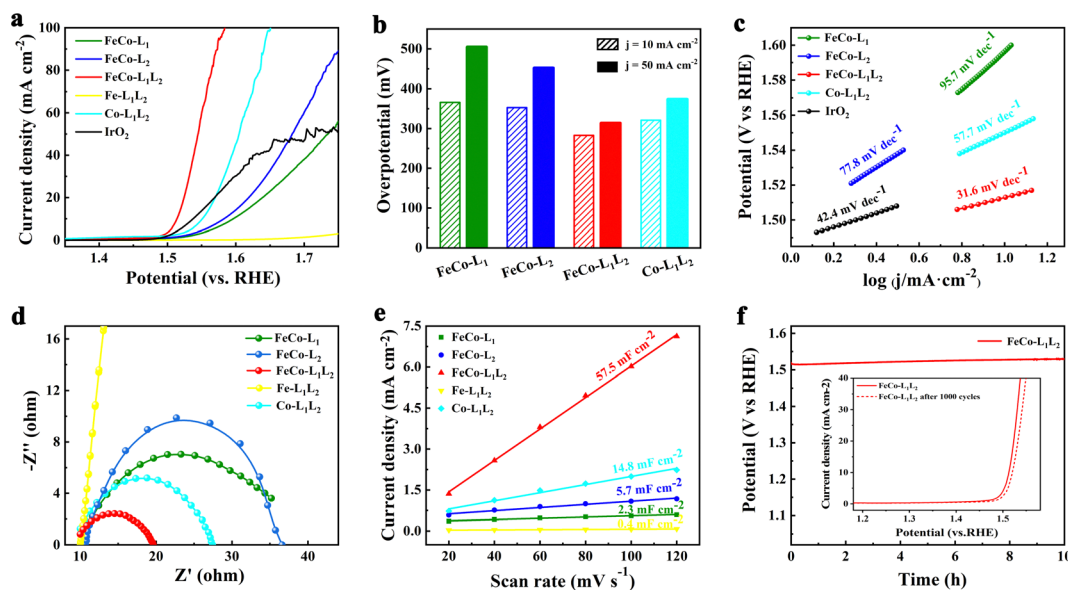 a
Current density (mA cm⁻²)
100
80
60
40
20
0
1.4
1.5
1.6
1.7
Potential (vs. RHE)
FeCo-L₁
FeCo-L₂
FeCo-L₁L₂
Fe-L₁L₂
Co-L₁L₂
IrO₂
b
Overpotential (mV)
500
400
300
200
100
0
j = 10 mA cm⁻²
j = 50 mA cm⁻²
FeCo-L₁
FeCo-L₂
FeCo-L₁L₂
Co-L₁L₂
c
Potential (V vs RHE)
1.60
1.58
1.56
1.54
1.52
1.50
0.0
0.2
0.4
0.6
0.8
1.0
1.2
1.4
log (j/mA·cm⁻²)
FeCo-L₁
FeCo-L₂
FeCo-L₁L₂
Co-L₁L₂
IrO₂
95.7 mV dec⁻¹
77.8 mV dec⁻¹
57.7 mV dec⁻¹
42.4 mV dec⁻¹
31.6 mV dec⁻¹
d
-Z'' (ohm)
16
12
8
4
0
10
20
30
40
Z' (ohm)
FeCo-L₁
FeCo-L₂
FeCo-L₁L₂
Fe-L₁L₂
Co-L₁L₂
e
Current density (mA cm⁻²)
7.5
6.0
4.5
3.0
1.5
0.0
20
40
60
80
100
120
Scan rate (mV s⁻¹)
FeCo-L₁
FeCo-L₂
FeCo-L₁L₂
Fe-L₁L₂
Co-L₁L₂
57.5 mF cm⁻²
14.8 mF cm⁻²
5.7 mF cm⁻²
2.3 mF cm⁻²
f
Potential (V vs RHE)
1.6
1.5
1.4
1.3
1.2
1.1
0
2
4
6
8
10
Time (h)
FeCo-L₁L₂
Current density (mA cm-2)
40
30
20
10
0
1.2
1.3
1.4
1.5
Potential (vs.RHE)
FeCo-L₁L₂
FeCo-L₁L₂ after 1000 cycles